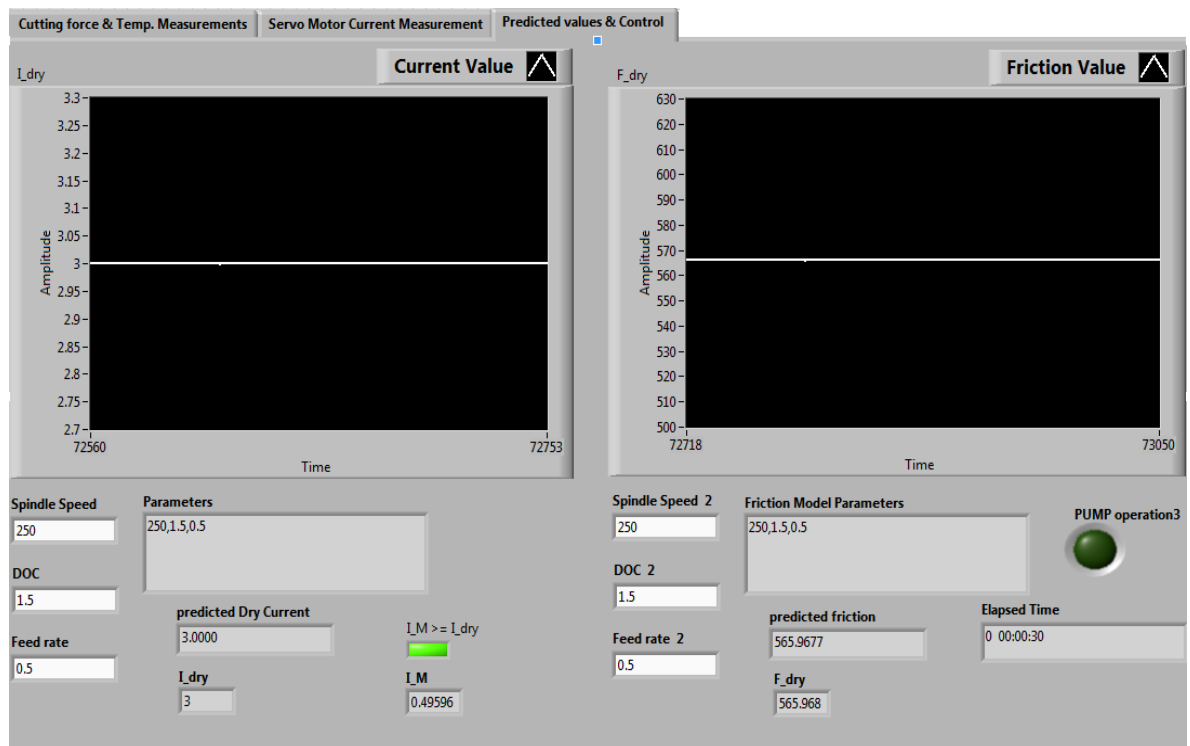 Cutting force & Temp. Measurements
Servo Motor Current Measurement
Predicted values & Control
I_dry
Current Value
3.3
3.25
3.2
3.15
3.1
3.05
3
2.95
2.9
2.85
2.8
2.75
2.7
Amplitude
72560
72753
Time
F_dry
Friction Value
630
620
610
600
590
580
570
560
550
540
530
520
510
500
Amplitude
72718
73050
Time
Spindle Speed
250
DOC
1.5
Feed rate
0.5
Parameters
250,1.5,0.5
predicted Dry Current
3.0000
I_dry
3
I_M >= I_dry
I_M
0.49596
Spindle Speed 2
250
DOC 2
1.5
Feed rate 2
0.5
Friction Model Parameters
250,1.5,0.5
predicted friction
565.9677
F_dry
565.968
PUMP operation3
Elapsed Time
0 00:00:30